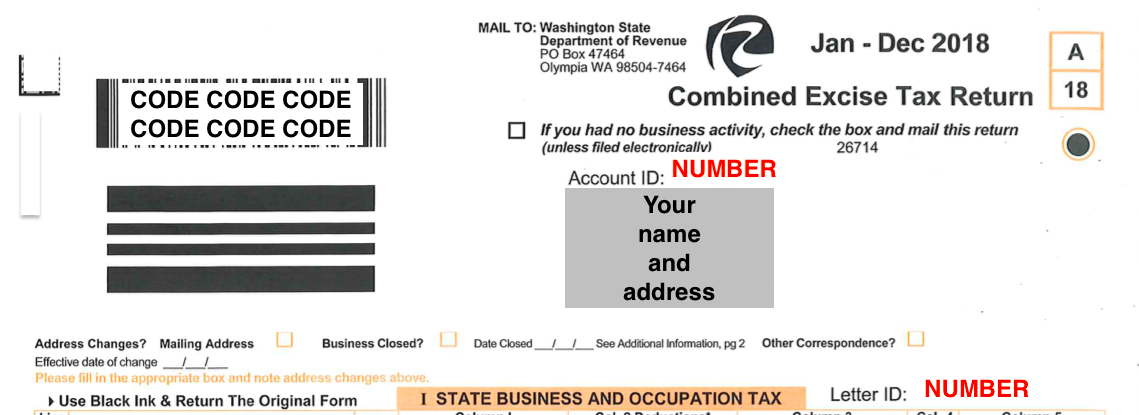 MAIL TO: Washington State
Department of Revenue
PO Box 47464
Olympia WA 98504-7464
Jan - Dec 2018
A
18
Combined Excise Tax Return
CODE CODE CODE
CODE CODE CODE
If you had no business activity, check the box and mail this return
(unless filed electronically) 26714
Account ID: NUMBER
Your
name
and
address
Address Changes? Mailing Address Business Closed? Date Closed __/__/__ See Additional Information, pg 2 Other Correspondence?
Effective date of change __/__/__
Please fill in the appropriate box and note address changes above.
Use Black Ink & Return The Original Form
I STATE BUSINESS AND OCCUPATION TAX
Letter ID: NUMBER